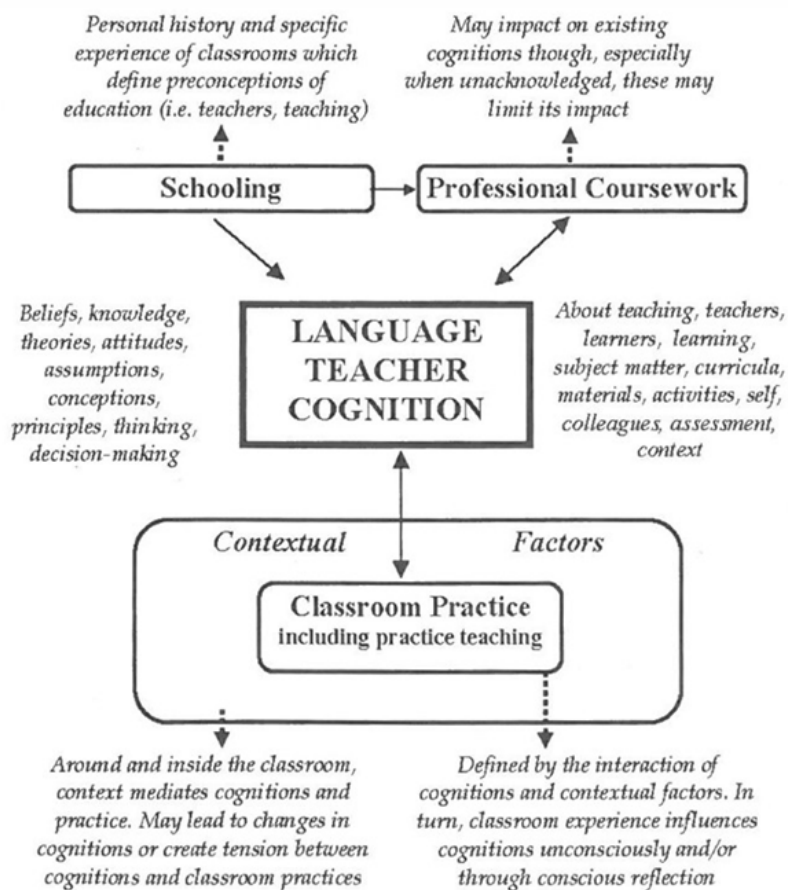 Personal history and specific
experience of classrooms which
define preconceptions of
education (i.e. teachers, teaching)
May impact on existing
cognitions though, especially
when unacknowledged, these may
limit its impact
Schooling
Professional Coursework
Beliefs, knowledge,
theories, attitudes,
assumptions,
conceptions,
principles, thinking,
decision-making
LANGUAGE
TEACHER
COGNITION
About teaching, teachers,
learners, learning,
subject matter, curricula,
materials, activities, self,
colleagues, assessment,
context
Contextual Factors
Classroom Practice
including practice teaching
Around and inside the classroom,
context mediates cognitions and
practice. May lead to changes in
cognitions or create tension between
cognitions and classroom practices
Defined by the interaction of
cognitions and contextual factors. In
turn, classroom experience influences
cognitions unconsciously and/or
through conscious reflection